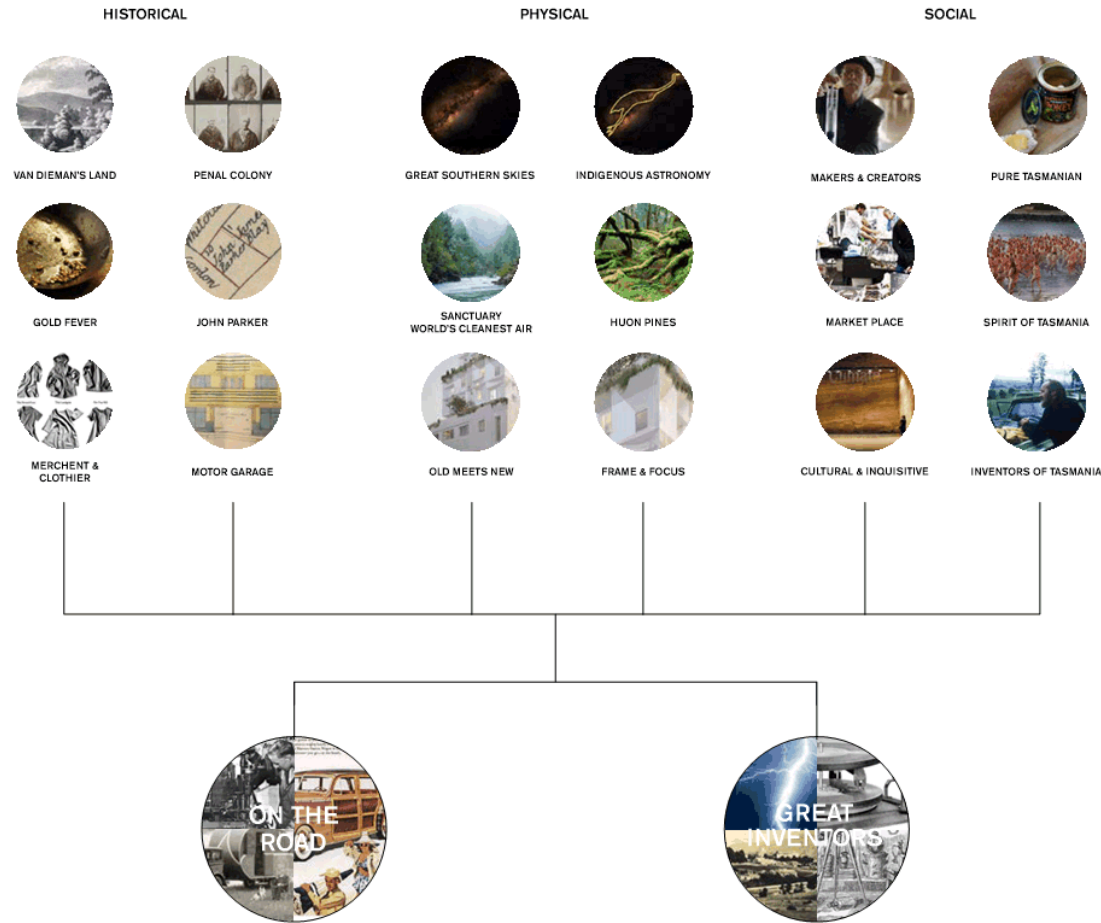 HISTORICAL
PHYSICAL
SOCIAL
VAN DIEMAN'S LAND
PENAL COLONY
GREAT SOUTHERN SKIES
INDIGENOUS ASTRONOMY
MAKERS & CREATORS
PURE TASMANIAN
GOLD FEVER
JOHN PARKER
SANCTUARY
WORLD'S CLEANEST AIR
HUON PINES
MARKET PLACE
SPIRIT OF TASMANIA
MERCHENT &
CLOTHIER
MOTOR GARAGE
OLD MEETS NEW
FRAME & FOCUS
CULTURAL & INQUISITIVE
INVENTORS OF TASMANIA
ON THE
ROAD
GREAT
INVENTORS